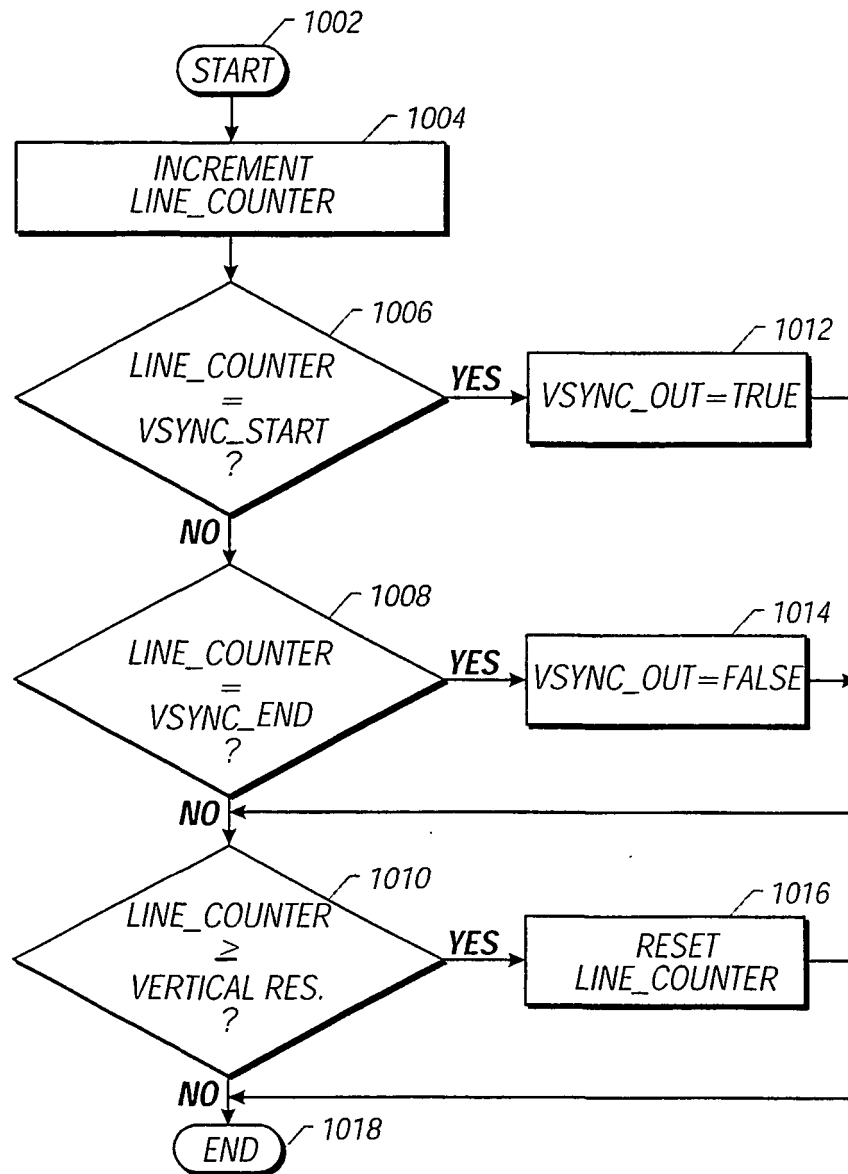 1002
START
1004
INCREMENT
LINE_COUNTER
1006
LINE_COUNTER
=
VSYNC_START
?
YES
1012
VSYNC_OUT=TRUE
NO
1008
LINE_COUNTER
=
VSYNC_END
?
YES
1014
VSYNC_OUT=FALSE
NO
1010
LINE_COUNTER
≥
VERTICAL RES.
?
YES
1016
RESET
LINE_COUNTER
NO
END
1018